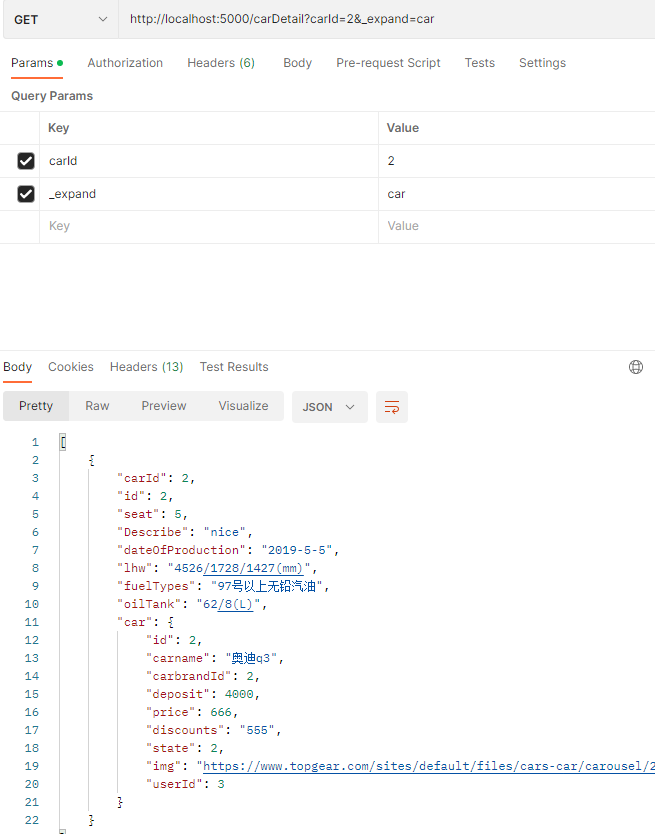 GET http://localhost:5000/carDetail?carId=2&_expand=car
Params Authorization Headers (6) Body Pre-request Script Tests Settings
Query Params
Key Value
carId 2
_expand car
Key Value
Body Cookies Headers (13) Test Results
Pretty Raw Preview Visualize JSON
1 [
2 {
3 "carId": 2,
4 "id": 2,
5 "seat": 5,
6 "Describe": "nice",
7 "dateOfProduction": "2019-5-5",
8 "lhw": "4526/1728/1427(mm)",
9 "fuelTypes": "97号以上无铅汽油",
10 "oilTank": "62/8(L)",
11 "car": {
12 "id": 2,
13 "carname": "奥迪q3",
14 "carbrandId": 2,
15 "deposit": 4000,
16 "price": 666,
17 "discounts": "555",
18 "state": 2,
19 "img": "https://www.topgear.com/sites/default/files/cars-car/carousel/2
20 "userId": 3
21 }
22 }